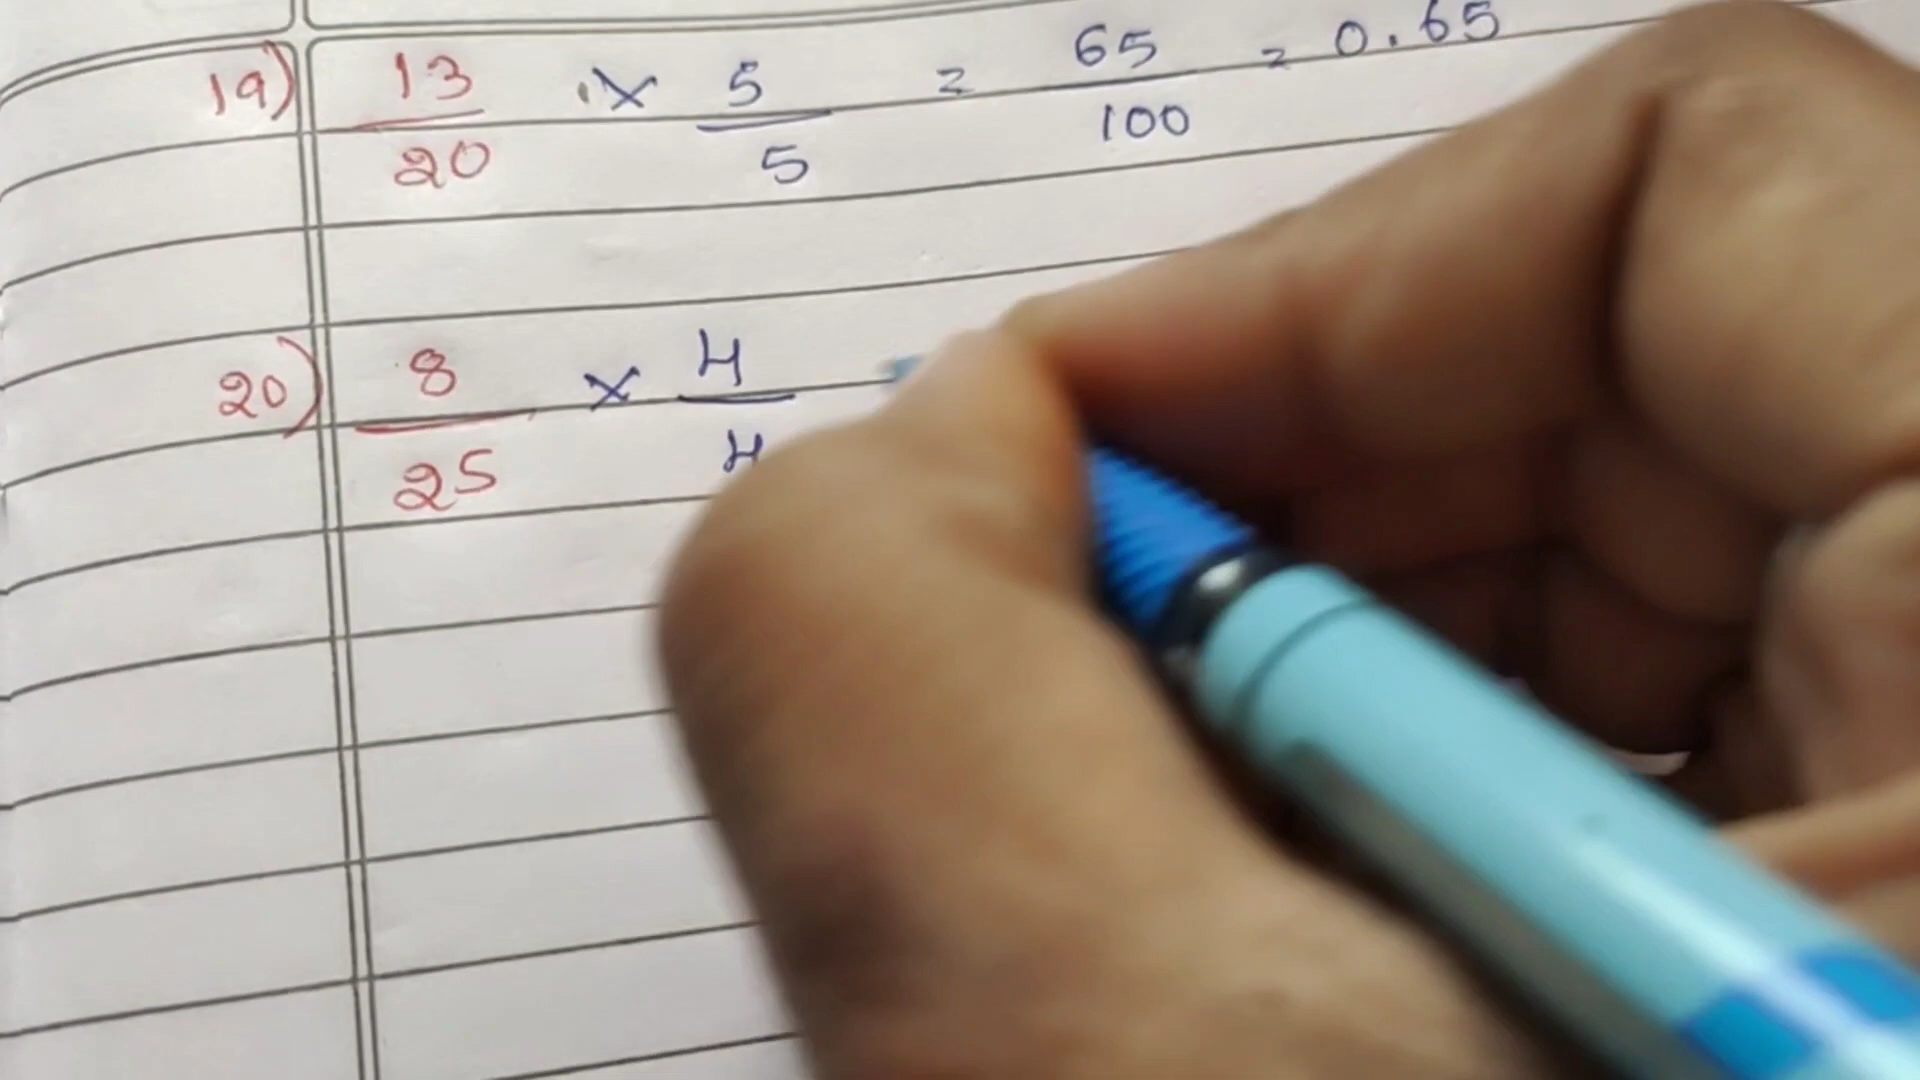 19) 13/20 × 5/5 = 65/100 = 0.65
20) 8/25 × 4/4